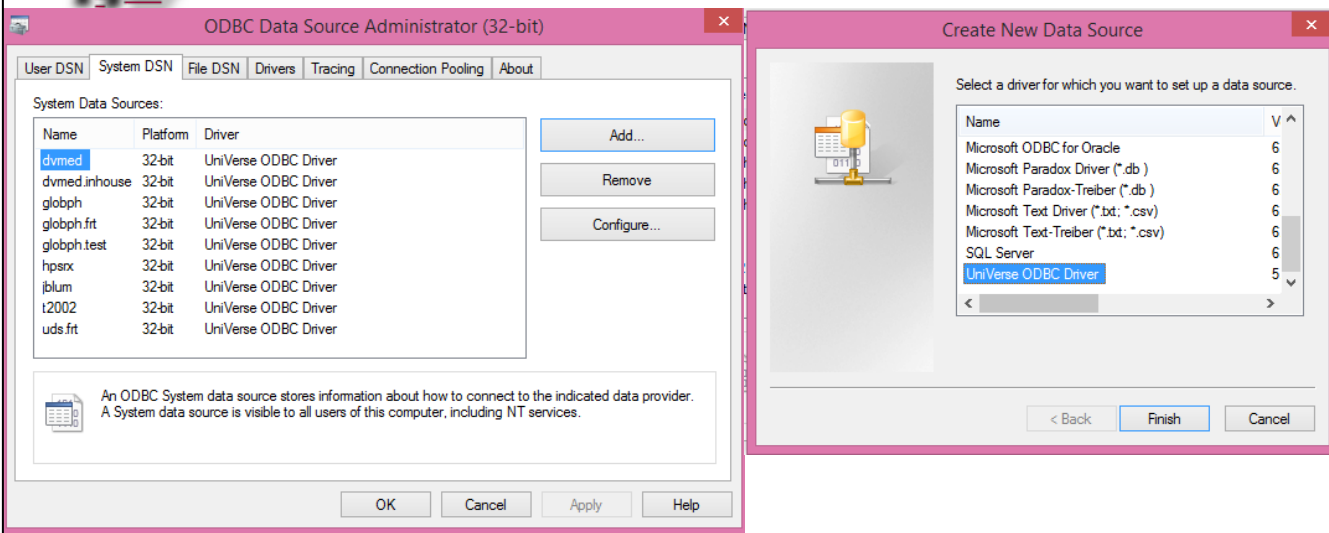 ODBC Data Source Administrator (32-bit)
User DSN System DSN File DSN Drivers Tracing Connection Pooling About
System Data Sources:
Name Platform Driver
dvmed 32-bit UniVerse ODBC Driver
dvmed.inhouse 32-bit UniVerse ODBC Driver
globph 32-bit UniVerse ODBC Driver
globph.frt 32-bit UniVerse ODBC Driver
globph.test 32-bit UniVerse ODBC Driver
hpsrx 32-bit UniVerse ODBC Driver
jblum 32-bit UniVerse ODBC Driver
t2002 32-bit UniVerse ODBC Driver
uds.frt 32-bit UniVerse ODBC Driver
Add...
Remove
Configure...
An ODBC System data source stores information about how to connect to the indicated data provider.
A System data source is visible to all users of this computer, including NT services.
OK Cancel Apply Help
Create New Data Source
Select a driver for which you want to set up a data source.
Name V
Microsoft ODBC for Oracle 6
Microsoft Paradox Driver (*.db ) 6
Microsoft Paradox-Treiber (*.db ) 6
Microsoft Text Driver (*.txt; *.csv) 6
Microsoft Text-Treiber (*.txt; *.csv) 6
SQL Server 6
UniVerse ODBC Driver 5
< Back Finish Cancel